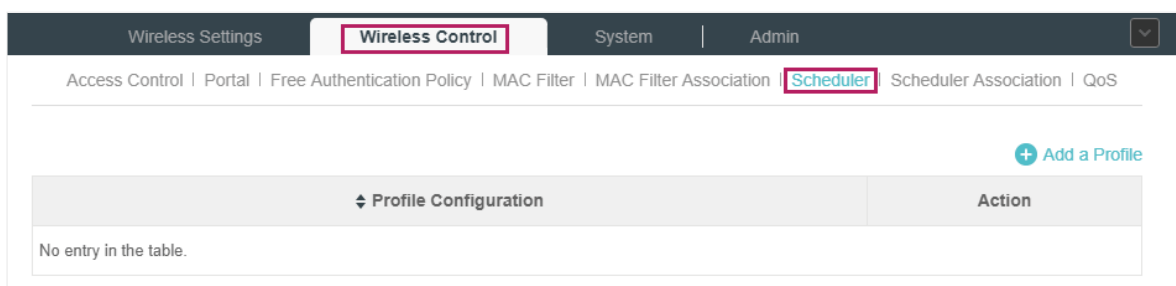 Wireless Settings Wireless Control System | Admin
Access Control | Portal | Free Authentication Policy | MAC Filter | MAC Filter Association | Scheduler | Scheduler Association | QoS
Add a Profile
Profile Configuration Action
No entry in the table.